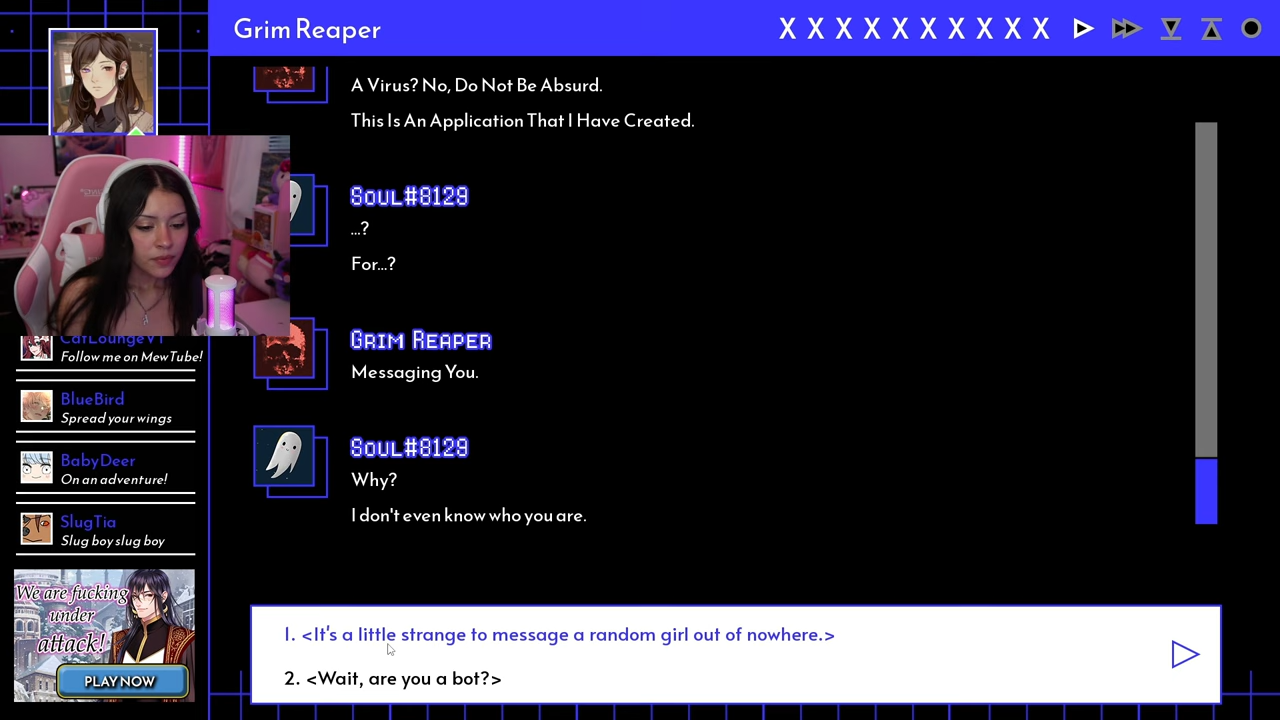 Grim Reaper
X X X X X X X X X X
A Virus? No, Do Not Be Absurd.
This Is An Application That I Have Created.
Soul#8129
...?
For...?
Grim Reaper
Messaging You.
Soul#8129
Why?
I don't even know who you are.
CatLoungeVT
Follow me on MewTube!
BlueBird
Spread your wings
BabyDeer
On an adventure!
SlugTia
Slug boy slug boy
We are fucking
under
attack!
PLAY NOW
1. <It's a little strange to message a random girl out of nowhere.>
2. <Wait, are you a bot?>